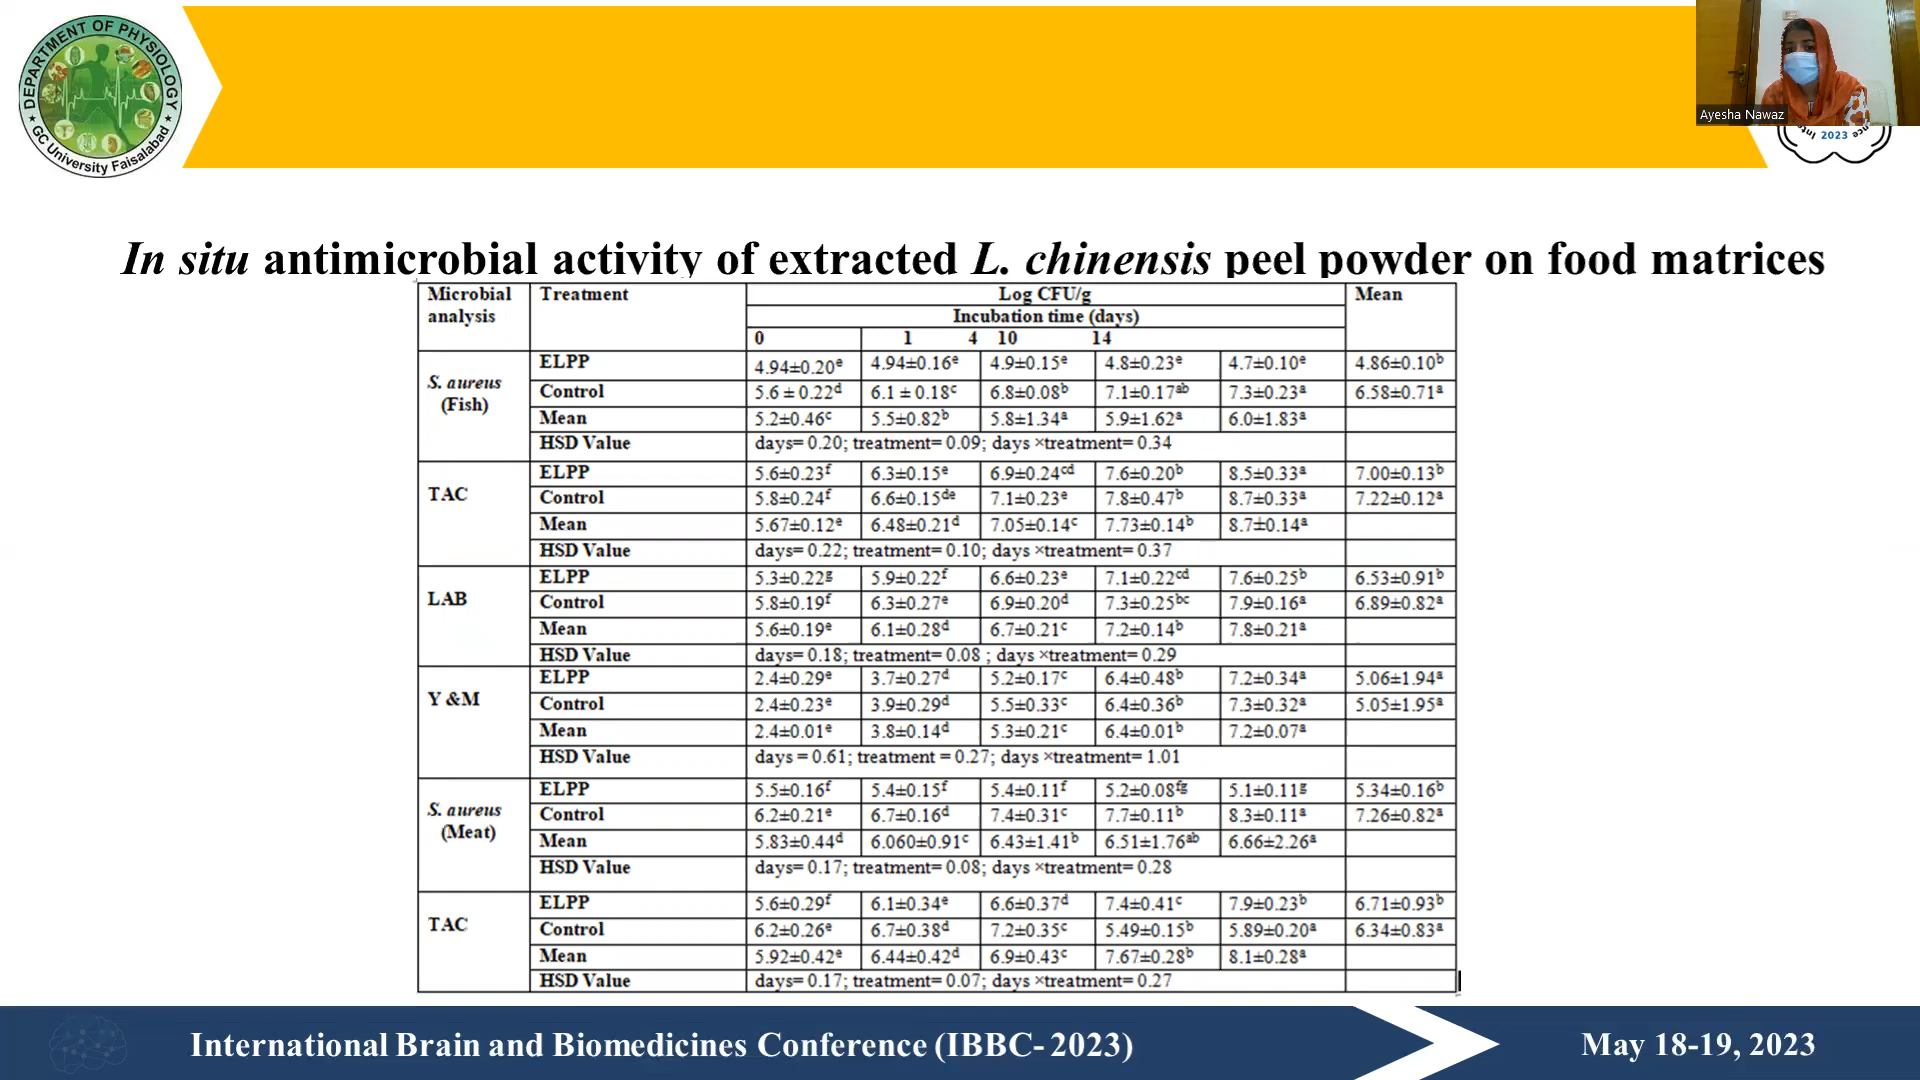 DEPARTMENT OF PHYSIOLOGY
GC University Faisalabad
Ayesha Nawaz
2023
In situ antimicrobial activity of extracted L. chinensis peel powder on food matrices
Microbial analysis Treatment Log CFU/g Mean
Incubation time (days)
0 1 4 10 14
S. aureus (Fish)
ELPP 4.94±0.20ᵉ 4.94±0.16ᵉ 4.9±0.15ᵉ 4.8±0.23ᵉ 4.7±0.10ᵉ 4.86±0.10ᵇ
Control 5.6 ± 0.22ᵈ 6.1 ± 0.18ᶜ 6.8±0.08ᵇ 7.1±0.17ᵃᵇ 7.3±0.23ᵃ 6.58±0.71ᵃ
Mean 5.2±0.46ᶜ 5.5±0.82ᵇ 5.8±1.34ᵃ 5.9±1.62ᵃ 6.0±1.83ᵃ
HSD Value days= 0.20; treatment= 0.09; days ×treatment= 0.34
TAC
ELPP 5.6±0.23ᶠ 6.3±0.15ᵉ 6.9±0.24ᶜᵈ 7.6±0.20ᵇ 8.5±0.33ᵃ 7.00±0.13ᵇ
Control 5.8±0.24ᶠ 6.6±0.15ᵈᵉ 7.1±0.23ᵉ 7.8±0.47ᵇ 8.7±0.33ᵃ 7.22±0.12ᵃ
Mean 5.67±0.12ᵉ 6.48±0.21ᵈ 7.05±0.14ᶜ 7.73±0.14ᵇ 8.7±0.14ᵃ
HSD Value days= 0.22; treatment= 0.10; days ×treatment= 0.37
LAB
ELPP 5.3±0.22ᵍ 5.9±0.22ᶠ 6.6±0.23ᵉ 7.1±0.22ᶜᵈ 7.6±0.25ᵇ 6.53±0.91ᵇ
Control 5.8±0.19ᶠ 6.3±0.27ᵉ 6.9±0.20ᵈ 7.3±0.25ᵇᶜ 7.9±0.16ᵃ 6.89±0.82ᵃ
Mean 5.6±0.19ᵉ 6.1±0.28ᵈ 6.7±0.21ᶜ 7.2±0.14ᵇ 7.8±0.21ᵃ
HSD Value days= 0.18; treatment= 0.08 ; days ×treatment= 0.29
Y &M
ELPP 2.4±0.29ᵉ 3.7±0.27ᵈ 5.2±0.17ᶜ 6.4±0.48ᵇ 7.2±0.34ᵃ 5.06±1.94ᵃ
Control 2.4±0.23ᵉ 3.9±0.29ᵈ 5.5±0.33ᶜ 6.4±0.36ᵇ 7.3±0.32ᵃ 5.05±1.95ᵃ
Mean 2.4±0.01ᵉ 3.8±0.14ᵈ 5.3±0.21ᶜ 6.4±0.01ᵇ 7.2±0.07ᵃ
HSD Value days = 0.61; treatment = 0.27; days ×treatment= 1.01
S. aureus (Meat)
ELPP 5.5±0.16ᶠ 5.4±0.15ᶠ 5.4±0.11ᶠ 5.2±0.08ᶠᵍ 5.1±0.11ᵍ 5.34±0.16ᵇ
Control 6.2±0.21ᵉ 6.7±0.16ᵈ 7.4±0.31ᶜ 7.7±0.11ᵇ 8.3±0.11ᵃ 7.26±0.82ᵃ
Mean 5.83±0.44ᵈ 6.060±0.91ᶜ 6.43±1.41ᵇ 6.51±1.76ᵃᵇ 6.66±2.26ᵃ
HSD Value days= 0.17; treatment= 0.08; days ×treatment= 0.28
TAC
ELPP 5.6±0.29ᶠ 6.1±0.34ᵉ 6.6±0.37ᵈ 7.4±0.41ᶜ 7.9±0.23ᵇ 6.71±0.93ᵇ
Control 6.2±0.26ᵉ 6.7±0.38ᵈ 7.2±0.35ᶜ 5.49±0.15ᵇ 5.89±0.20ᵃ 6.34±0.83ᵃ
Mean 5.92±0.42ᵉ 6.44±0.42ᵈ 6.9±0.43ᶜ 7.67±0.28ᵇ 8.1±0.28ᵃ
HSD Value days= 0.17; treatment= 0.07; days ×treatment= 0.27
International Brain and Biomedicines Conference (IBBC- 2023)
May 18-19, 2023